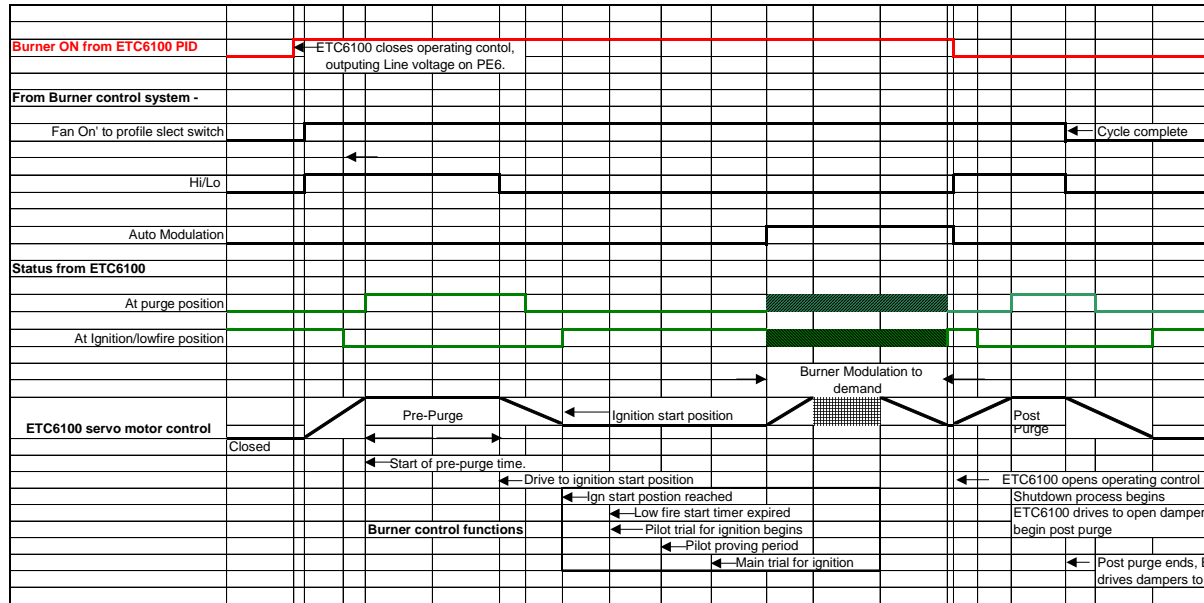 Burner ON from ETC6100 PID
ETC6100 closes operating contol,
outputing Line voltage on PE6.
From Burner control system -
Fan On' to profile slect switch
Cycle complete
Hi/Lo
Auto Modulation
Status from ETC6100
At purge position
At Ignition/lowfire position
Burner Modulation to
demand
Pre-Purge
Ignition start position
Post
Purge
ETC6100 servo motor control
Closed
Start of pre-purge time.
Drive to ignition start position
ETC6100 opens operating control
Ign start postion reached
Shutdown process begins
Low fire start timer expired
ETC6100 drives to open damper
Burner control functions
Pilot trial for ignition begins
begin post purge
Pilot proving period
Main trial for ignition
Post purge ends, E
drives dampers to